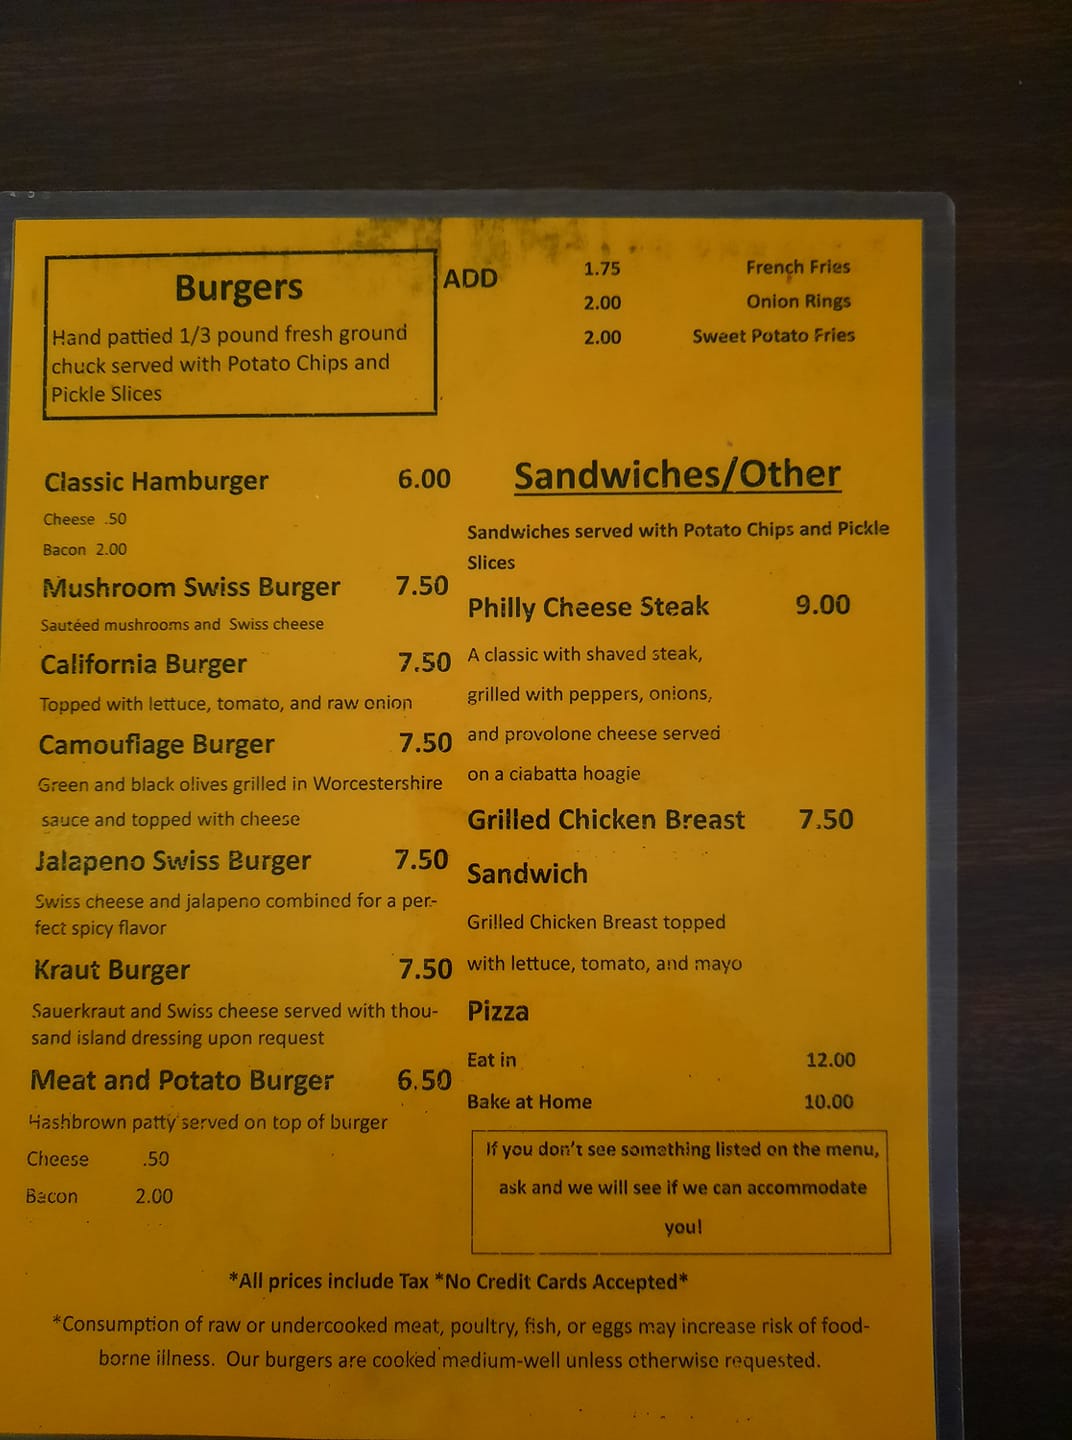 Burgers
Hand pattied 1/3 pound fresh ground
chuck served with Potato Chips and
Pickle Slices
ADD 1.75 French Fries
2.00 Onion Rings
2.00 Sweet Potato Fries
Classic Hamburger 6.00
Cheese .50
Bacon 2.00
Mushroom Swiss Burger 7.50
Sautéed mushrooms and Swiss cheese
California Burger 7.50
Topped with lettuce, tomato, and raw onion
Camouflage Burger 7.50
Green and black olives grilled in Worcestershire
sauce and topped with cheese
Jalapeno Swiss Burger 7.50
Swiss cheese and jalapeno combined for a per-
fect spicy flavor
Kraut Burger 7.50
Sauerkraut and Swiss cheese served with thou-
sand island dressing upon request
Meat and Potato Burger 6.50
Hashbrown patty served on top of burger
Cheese .50
Bacon 2.00
Sandwiches/Other
Sandwiches served with Potato Chips and Pickle
Slices
Philly Cheese Steak 9.00
A classic with shaved steak,
grilled with peppers, onions,
and provolone cheese served
on a ciabatta hoagie
Grilled Chicken Breast 7.50
Sandwich
Grilled Chicken Breast topped
with lettuce, tomato, and mayo
Pizza
Eat in 12.00
Bake at Home 10.00
If you don't see something listed on the menu,
ask and we will see if we can accommodate
you!
*All prices include Tax *No Credit Cards Accepted*
*Consumption of raw or undercooked meat, poultry, fish, or eggs may increase risk of food-
borne illness. Our burgers are cooked medium-well unless otherwise requested.